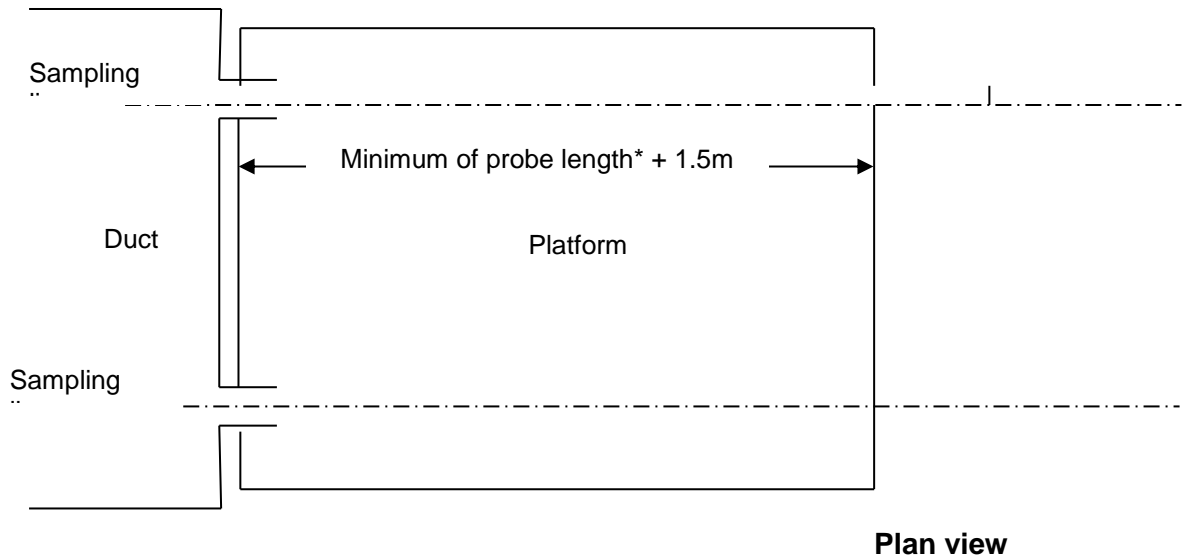 Sampling
Minimum of probe length* + 1.5m
Duct
Platform
Sampling
Plan view